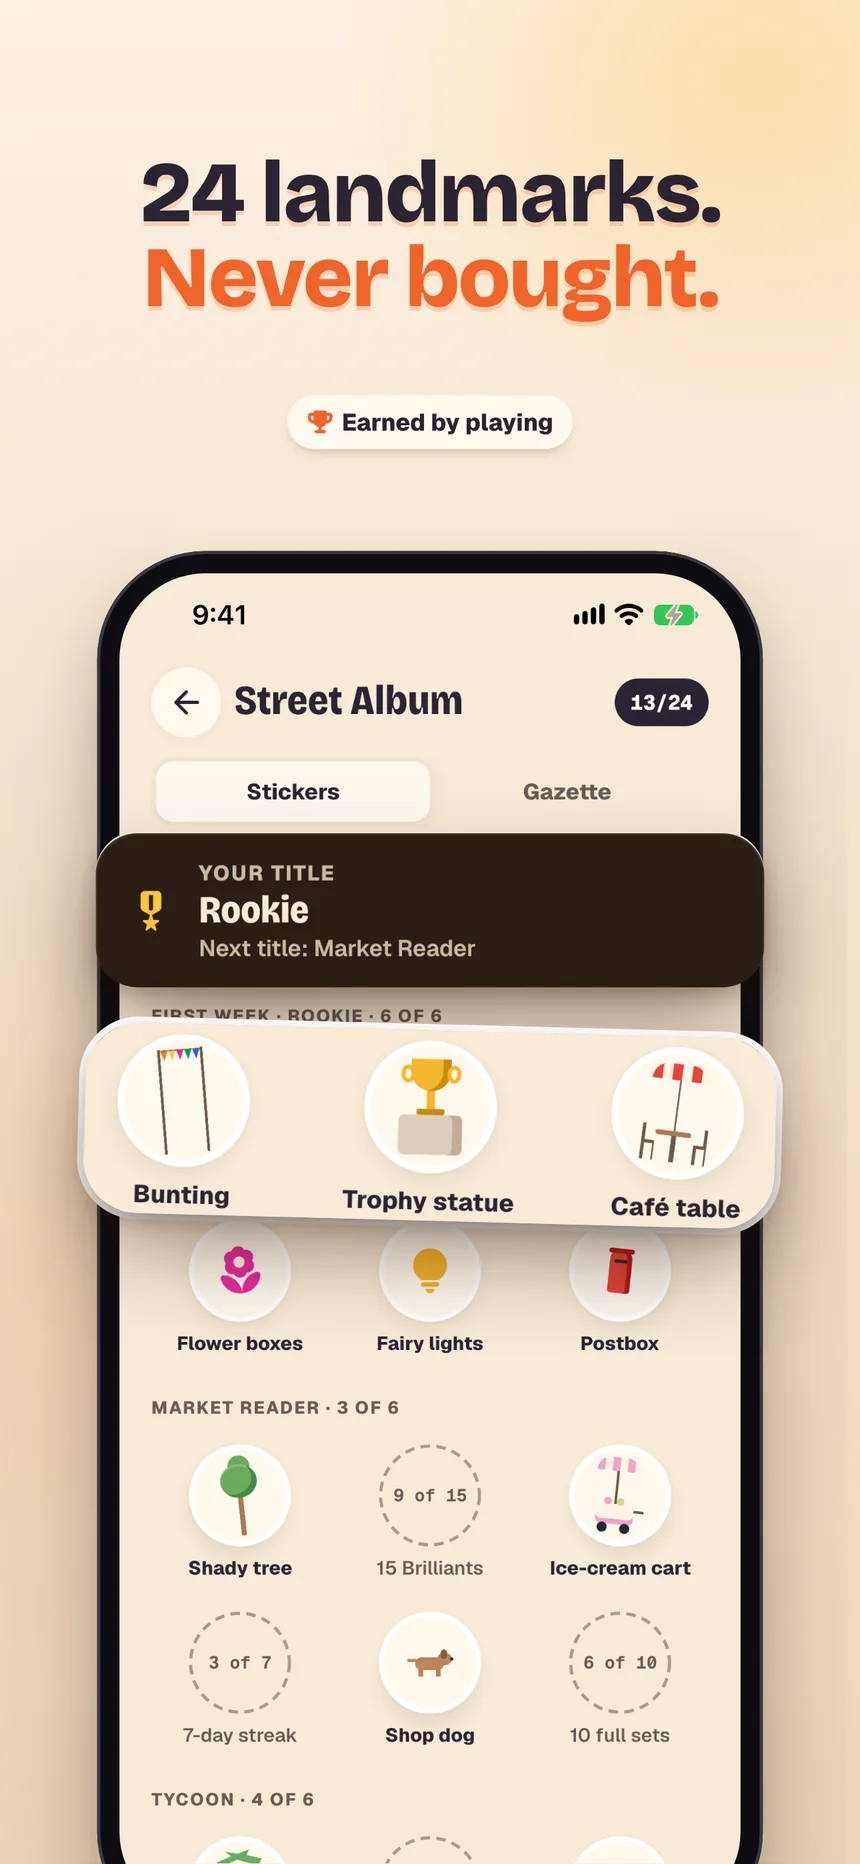 24 landmarks.
Never bought.
Earned by playing
9:41
Street Album
13/24
Stickers
Gazette
YOUR TITLE
Rookie
Next title: Market Reader
FIRST WEEK · ROOKIE · 6 OF 6
Bunting
Trophy statue
Café table
Flower boxes
Fairy lights
Postbox
MARKET READER · 3 OF 6
9 of 15
Shady tree
15 Brilliants
Ice-cream cart
3 of 7
6 of 10
7-day streak
Shop dog
10 full sets
TYCOON · 4 OF 6